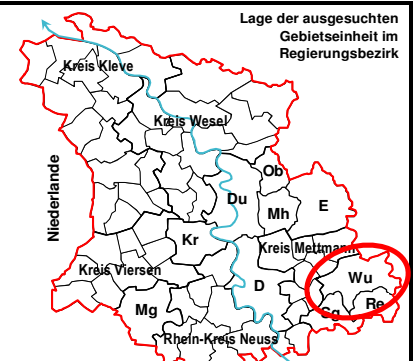 Lage der ausgesuchten
Gebietseinheit im
Regierungsbezirk
Kreis Kleve
Kreis Wesel
Niederlande
Ob
Du
Mh
E
Kr
Kreis Mettmann
Kreis Viersen
Wu
D
Mg
Sg
Re
Rhein-Kreis Neuss